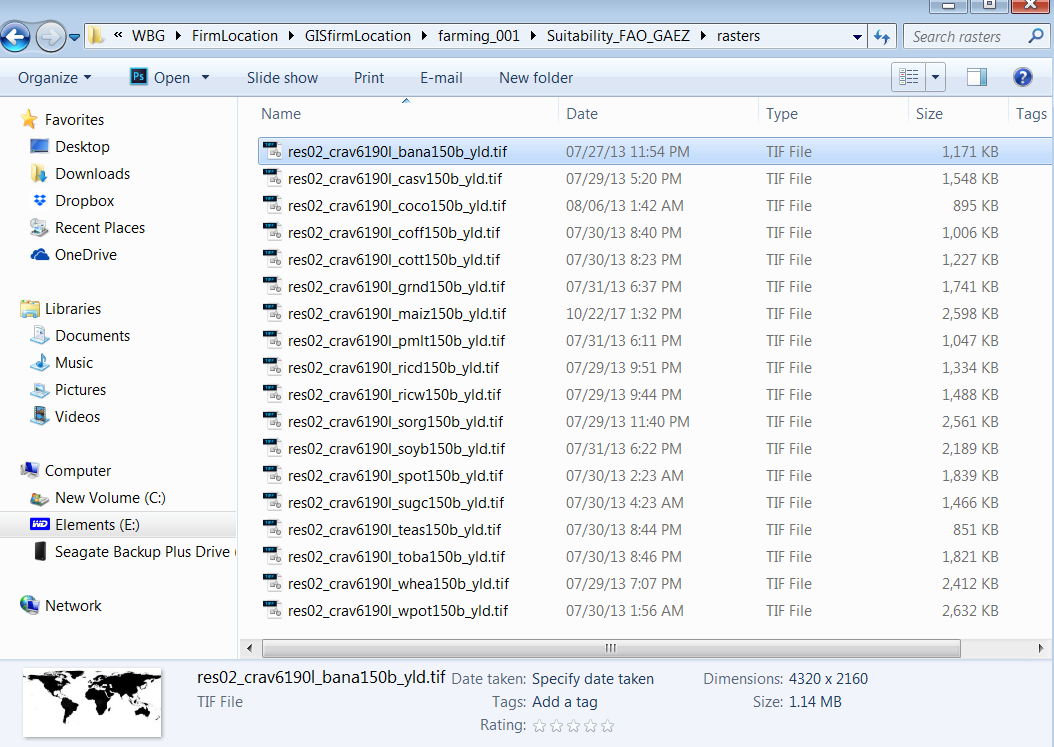 « WBG FirmLocation GISfirmLocation farming_001 Suitability_FAO_GAEZ rasters Search rasters
Organize Ps Open Slide show Print E-mail New folder
Favorites
Desktop
Downloads
Dropbox
Recent Places
OneDrive
Libraries
Documents
Music
Pictures
Videos
Computer
New Volume (C:)
WD Elements (E:)
Seagate Backup Plus Drive (
Network
Name Date Type Size Tags
res02_crav6190l_bana150b_yld.tif 07/27/13 11:54 PM TIF File 1,171 KB
res02_crav6190l_casv150b_yld.tif 07/29/13 5:20 PM TIF File 1,548 KB
res02_crav6190l_coco150b_yld.tif 08/06/13 1:42 AM TIF File 895 KB
res02_crav6190l_coff150b_yld.tif 07/30/13 8:40 PM TIF File 1,006 KB
res02_crav6190l_cott150b_yld.tif 07/30/13 8:23 PM TIF File 1,227 KB
res02_crav6190l_grnd150b_yld.tif 07/31/13 6:37 PM TIF File 1,741 KB
res02_crav6190l_maiz150b_yld.tif 10/22/17 1:32 PM TIF File 2,598 KB
res02_crav6190l_pmlt150b_yld.tif 07/31/13 6:11 PM TIF File 1,047 KB
res02_crav6190l_ricd150b_yld.tif 07/29/13 9:51 PM TIF File 1,334 KB
res02_crav6190l_ricw150b_yld.tif 07/29/13 9:44 PM TIF File 1,488 KB
res02_crav6190l_sorg150b_yld.tif 07/29/13 11:40 PM TIF File 2,561 KB
res02_crav6190l_soyb150b_yld.tif 07/31/13 6:22 PM TIF File 2,189 KB
res02_crav6190l_spot150b_yld.tif 07/30/13 2:23 AM TIF File 1,839 KB
res02_crav6190l_sugc150b_yld.tif 07/30/13 4:23 AM TIF File 1,466 KB
res02_crav6190l_teas150b_yld.tif 07/30/13 8:44 PM TIF File 851 KB
res02_crav6190l_toba150b_yld.tif 07/30/13 8:46 PM TIF File 1,821 KB
res02_crav6190l_whea150b_yld.tif 07/29/13 7:07 PM TIF File 2,412 KB
res02_crav6190l_wpot150b_yld.tif 07/30/13 1:56 AM TIF File 2,632 KB
res02_crav6190l_bana150b_yld.tif Date taken: Specify date taken Dimensions: 4320 x 2160
TIF File Tags: Add a tag Size: 1.14 MB
Rating: